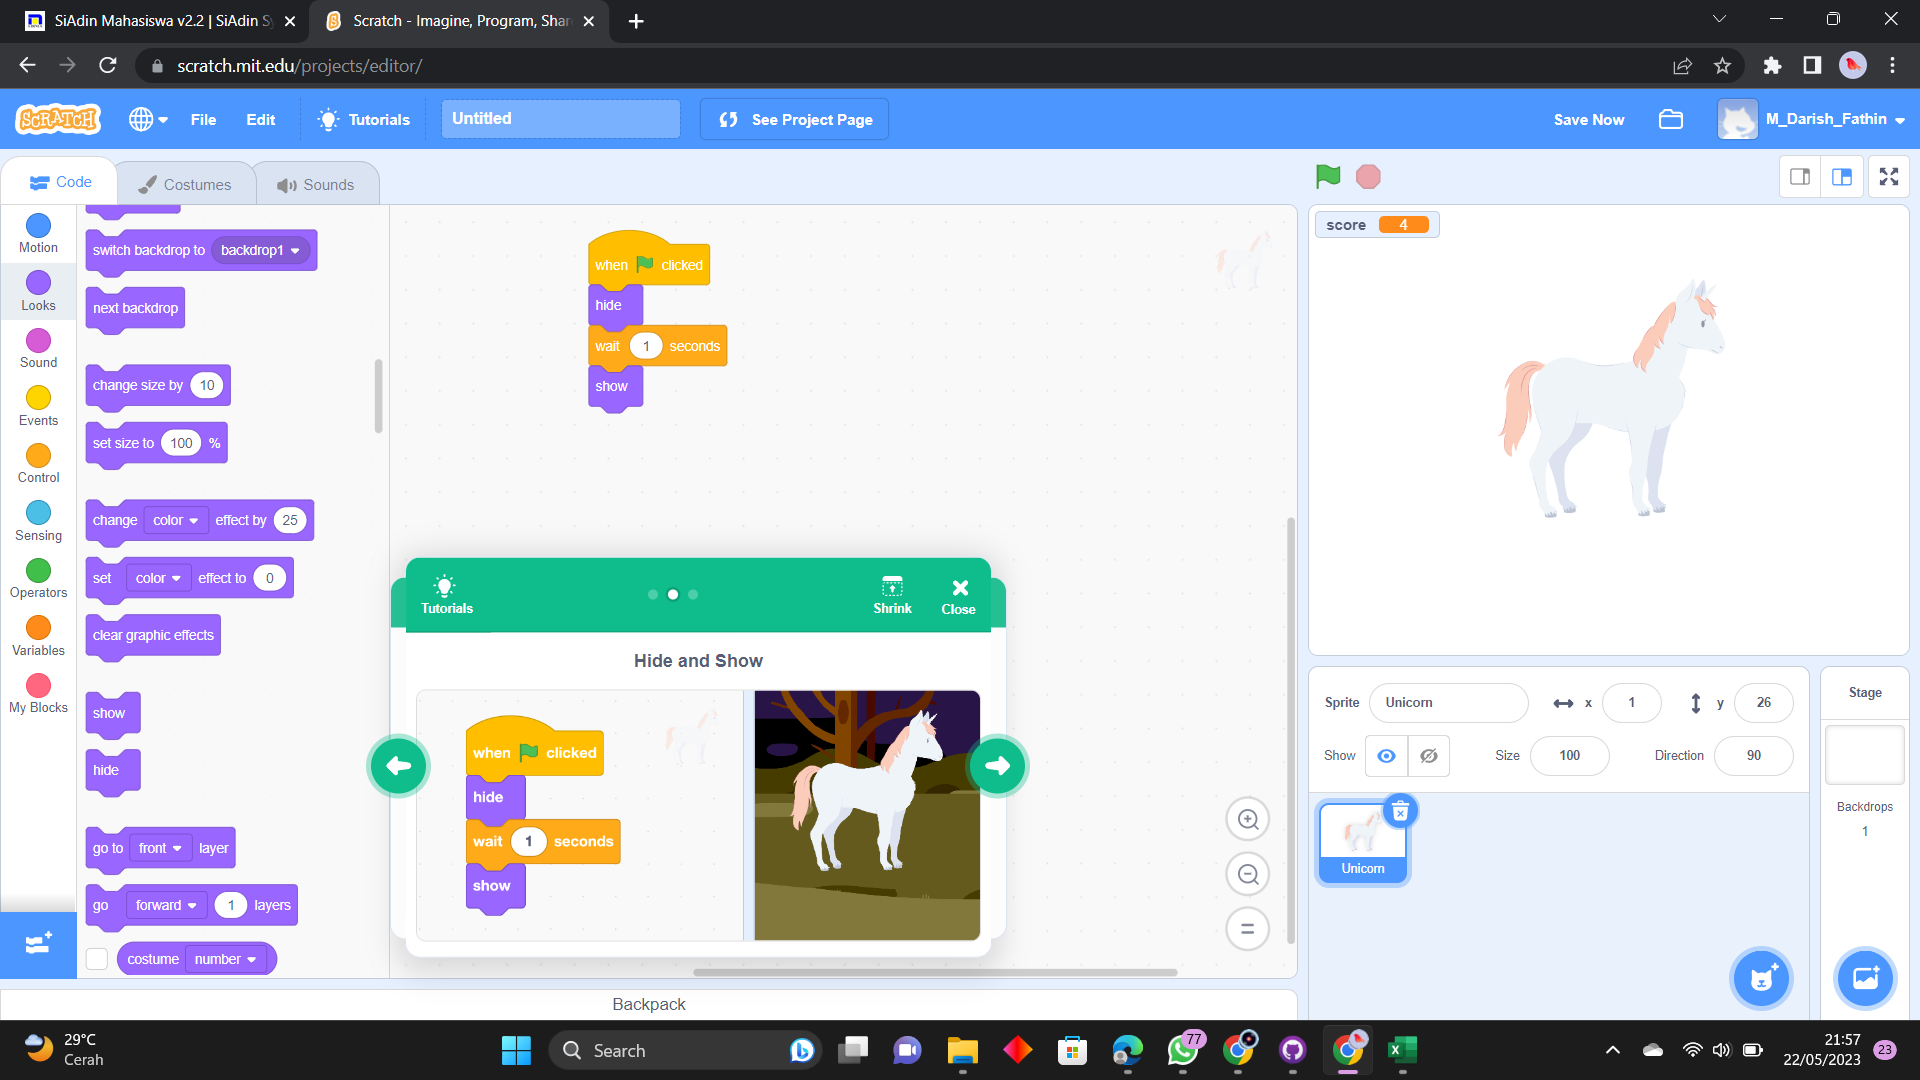 SiAdin Mahasiswa v2.2 | SiAdin S
Scratch - Imagine, Program, Shar
scratch.mit.edu/projects/editor/
SCRATCH
File
Edit
Tutorials
Untitled
See Project Page
Save Now
M_Darish_Fathin
Code
Costumes
Sounds
Motion
Looks
Sound
Events
Control
Sensing
Operators
Variables
My Blocks
switch backdrop to backdrop1
next backdrop
change size by 10
set size to 100 %
change color effect by 25
set color effect to 0
clear graphic effects
show
hide
go to front layer
go forward 1 layers
costume number
when clicked
hide
wait 1 seconds
show
Tutorials
Shrink
Close
Hide and Show
when clicked
hide
wait 1 seconds
show
Backpack
score 4
Sprite Unicorn x 1 y 26
Show Size 100 Direction 90
Unicorn
Stage
Backdrops
1
29°C
Cerah
Search
77
21:57
22/05/2023
23